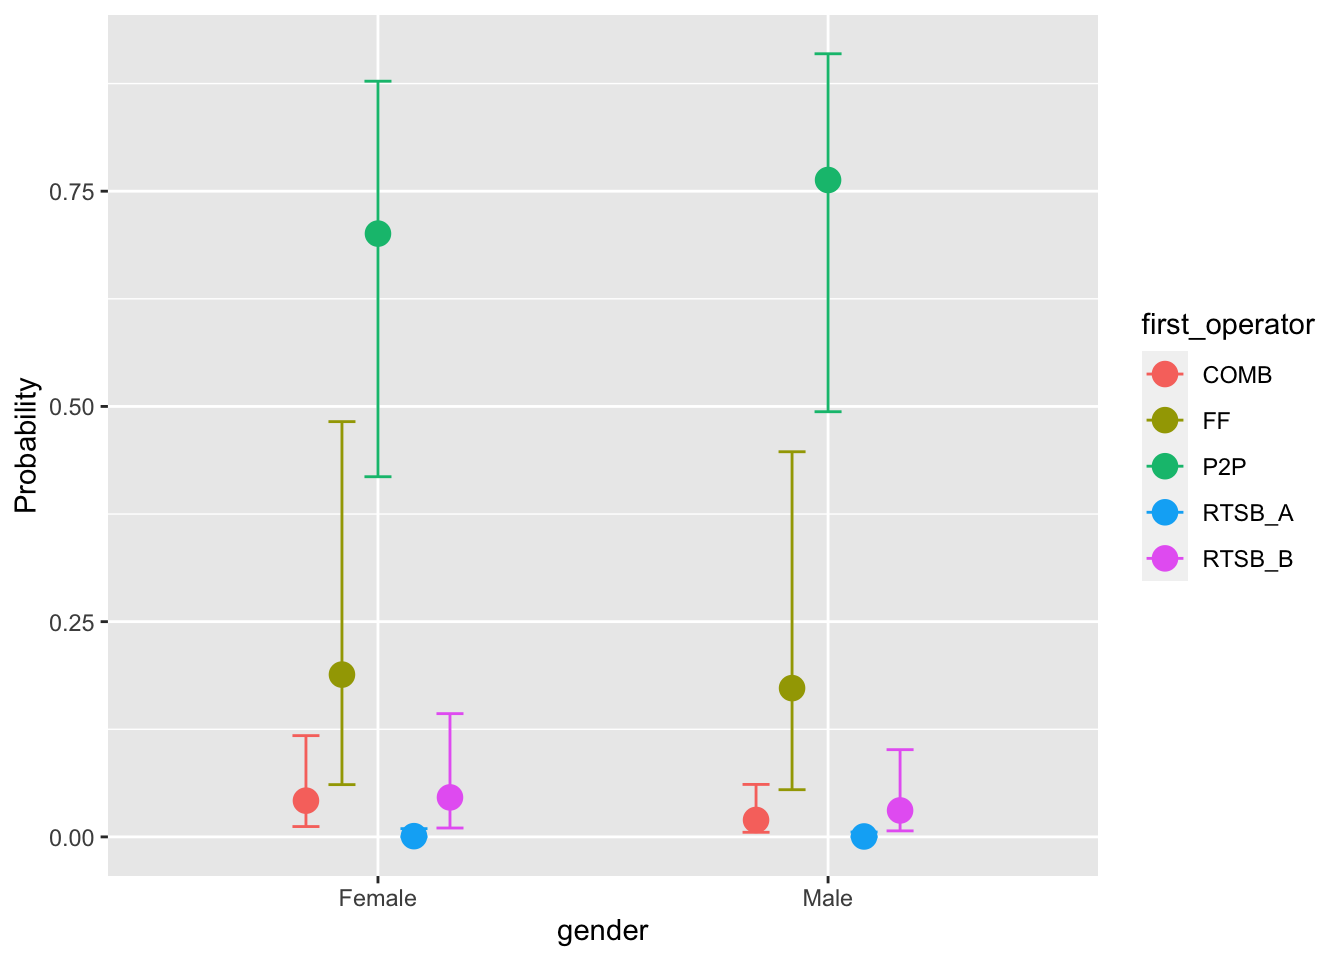 Probability
0.75
0.50
0.25
0.00
Female
Male
gender
first_operator
COMB
FF
P2P
RTSB_A
RTSB_B